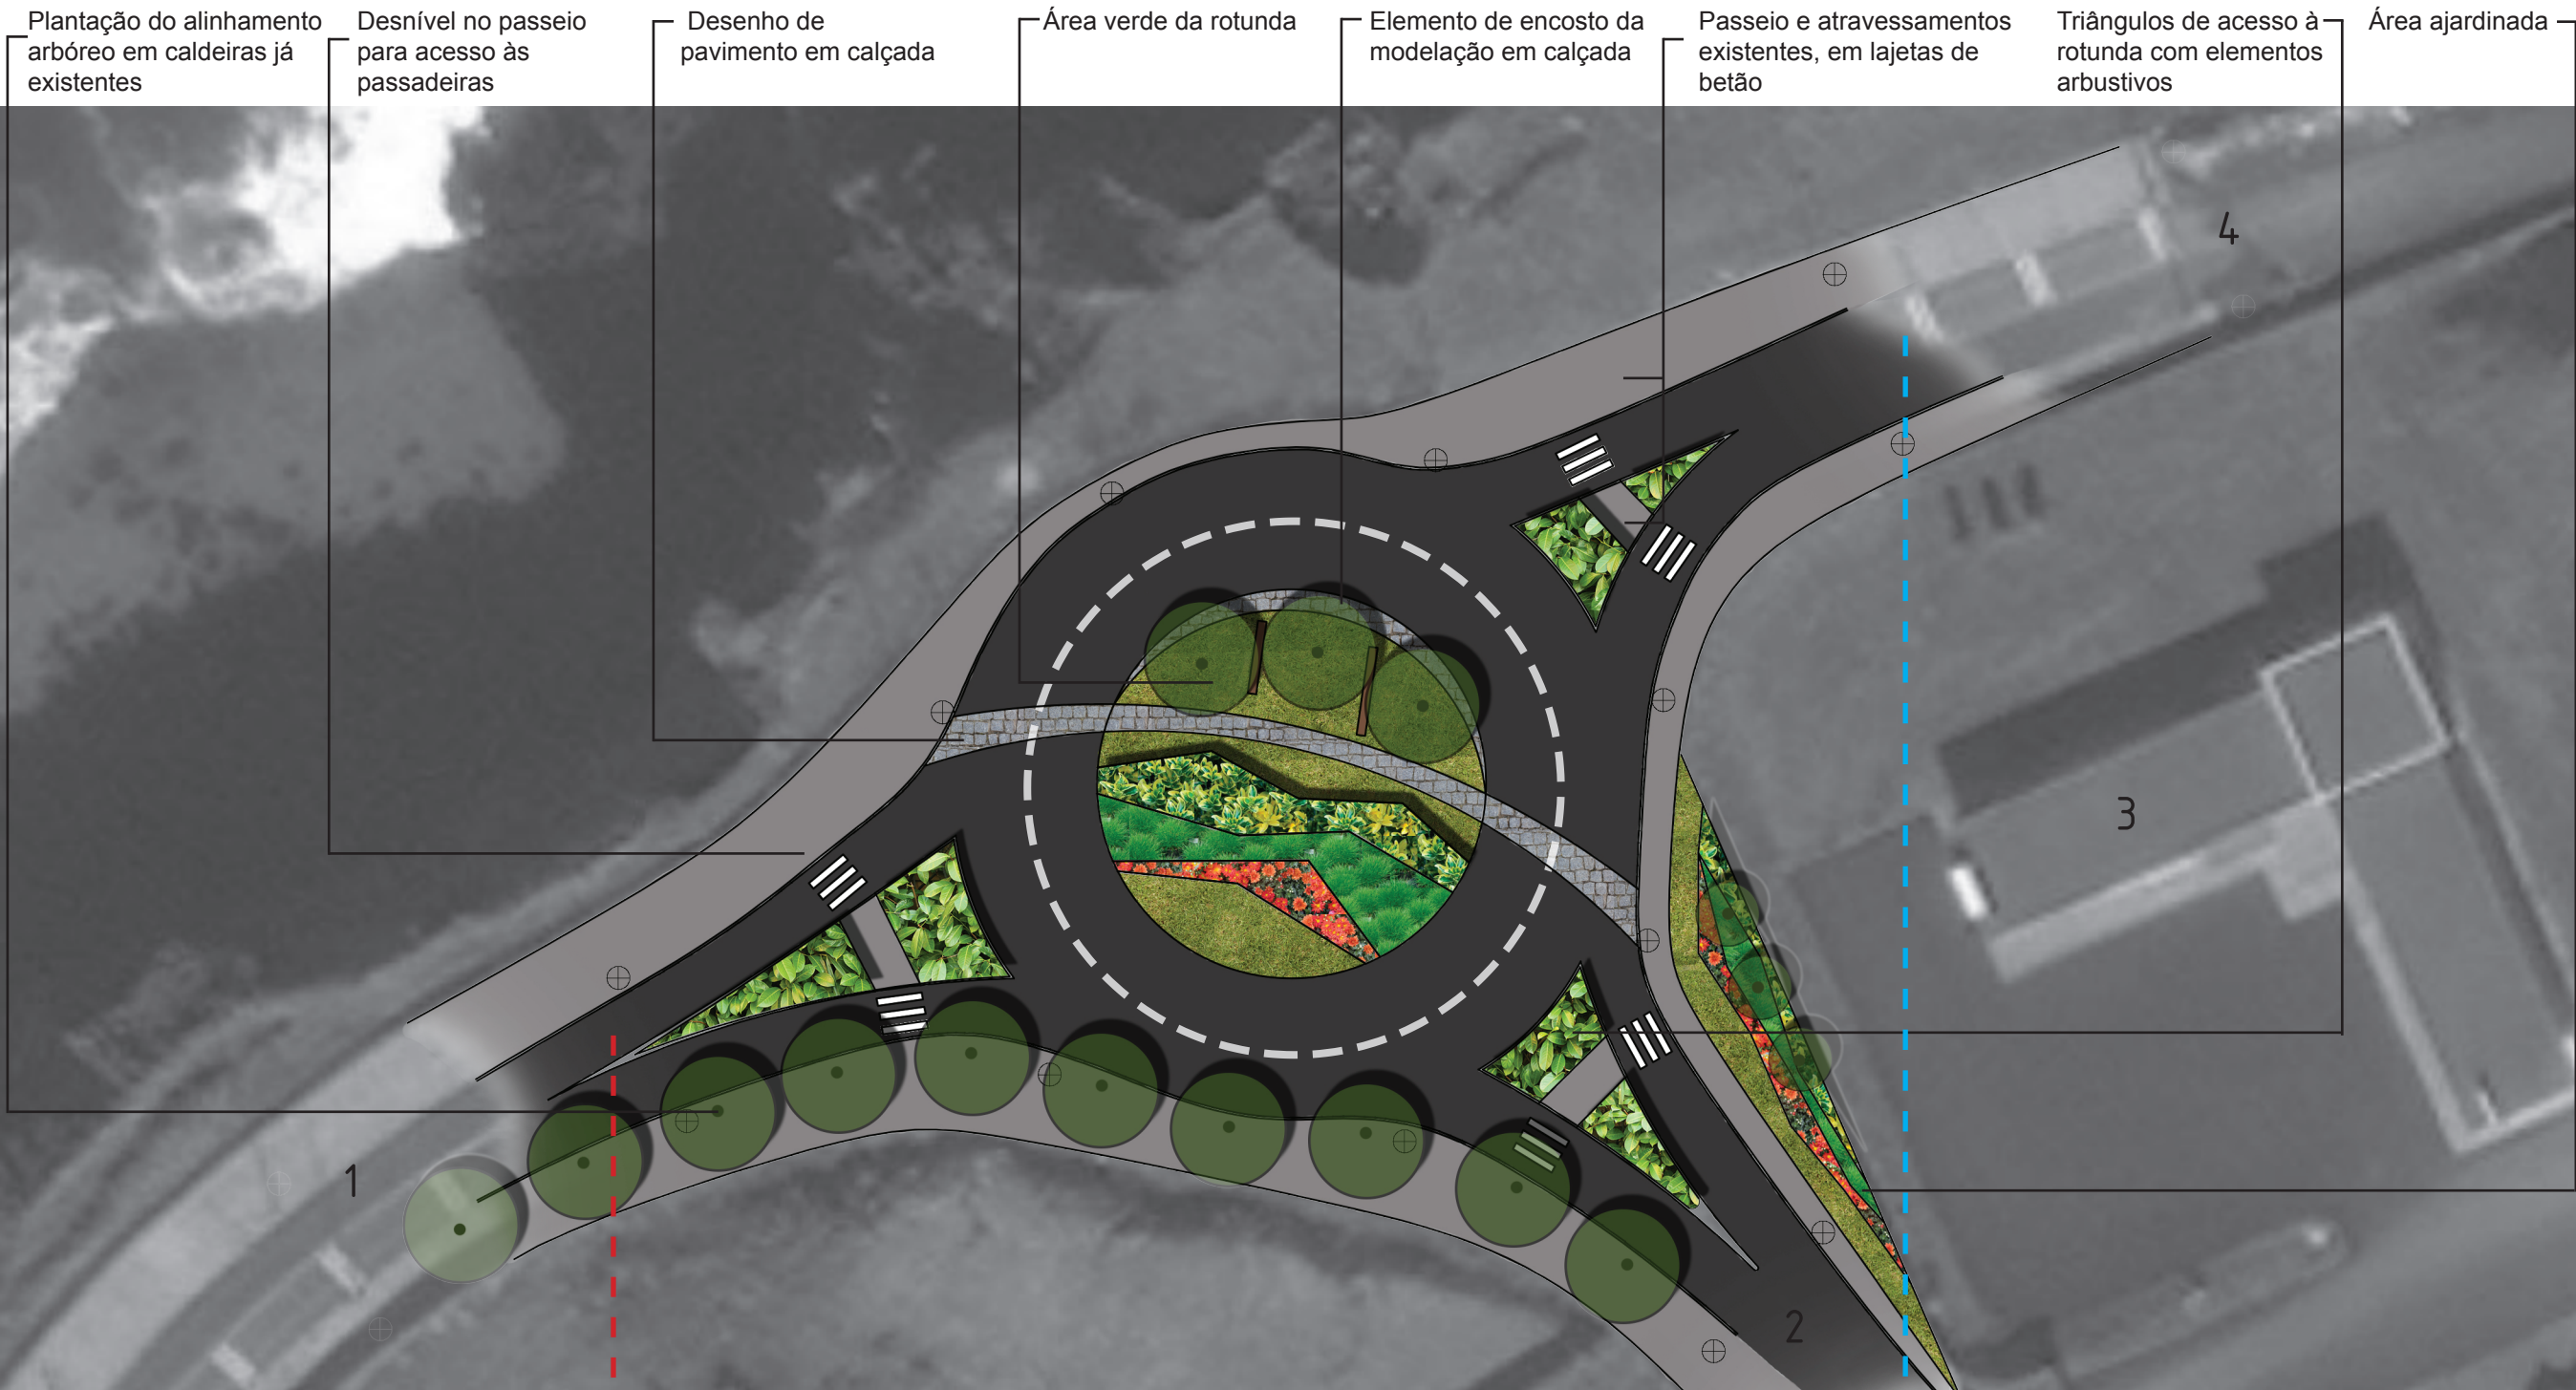 Plantação do alinhamento
arbóreo em caldeiras já
existentes
Desnível no passeio
para acesso às
passadeiras
Desenho de
pavimento em calçada
Área verde da rotunda
Elemento de encosto da
modelação em calçada
Passeio e atravessamentos
existentes, em lajetas de
betão
Triângulos de acesso à
rotunda com elementos
arbustivos
Área ajardinada
4
3
1
2